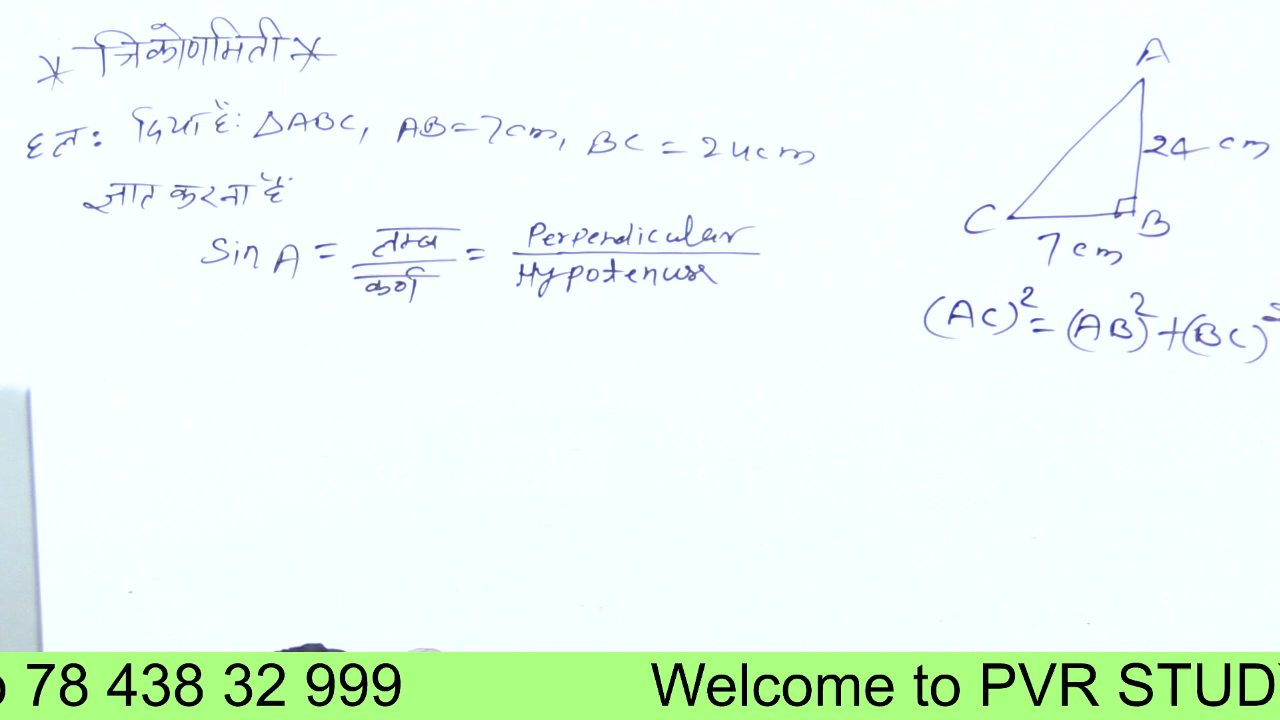 * त्रिकोणमिती *
हल: दिया है: △ABC, AB=7cm, BC = 24cm
ज्ञात करना है
Sin A = लम्ब/कर्ण = Perpendicular/Hypotenuse
A
24 cm
C
B
7 cm
(AC)² = (AB)² + (BC)²
78 438 32 999 Welcome to PVR STUD